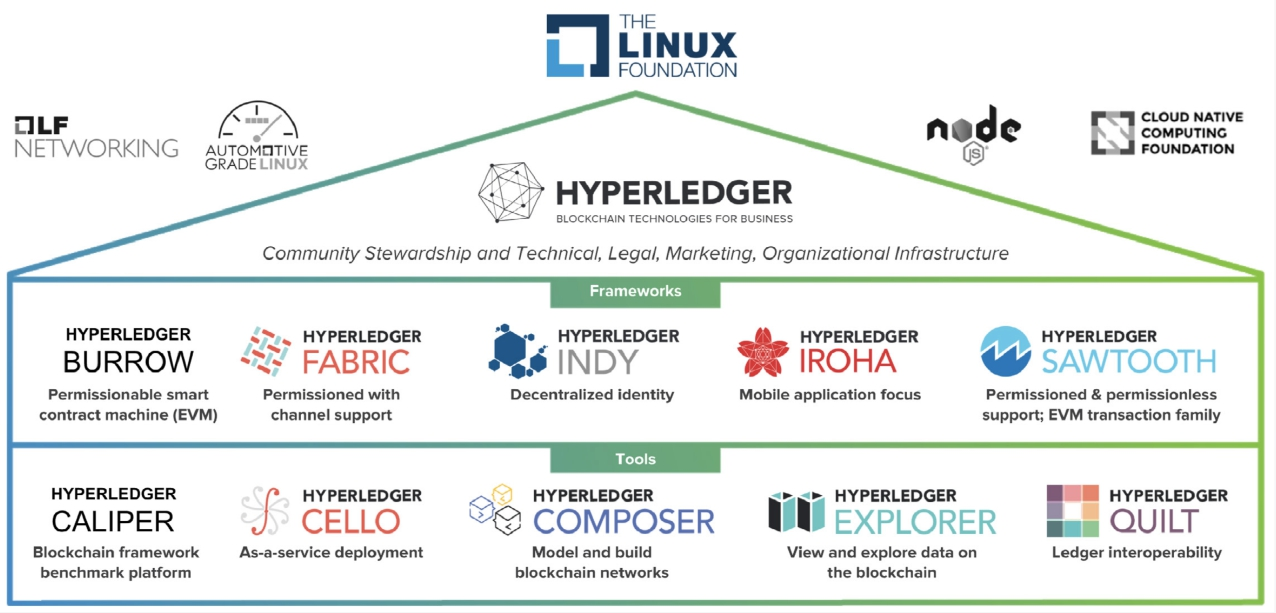 THE
LINUX
FOUNDATION
LF
NETWORKING
AUTOMOTIVE
GRADE LINUX
node
JS
CLOUD NATIVE
COMPUTING
FOUNDATION
HYPERLEDGER
BLOCKCHAIN TECHNOLOGIES FOR BUSINESS
Community Stewardship and Technical, Legal, Marketing, Organizational Infrastructure
Frameworks
HYPERLEDGER
BURROW
Permissionable smart
contract machine (EVM)
HYPERLEDGER
FABRIC
Permissioned with
channel support
HYPERLEDGER
INDY
Decentralized identity
HYPERLEDGER
IROHA
Mobile application focus
HYPERLEDGER
SAWTOOTH
Permissioned & permissionless
support; EVM transaction family
Tools
HYPERLEDGER
CALIPER
Blockchain framework
benchmark platform
HYPERLEDGER
CELLO
As-a-service deployment
HYPERLEDGER
COMPOSER
Model and build
blockchain networks
HYPERLEDGER
EXPLORER
View and explore data on
the blockchain
HYPERLEDGER
QUILT
Ledger interoperability